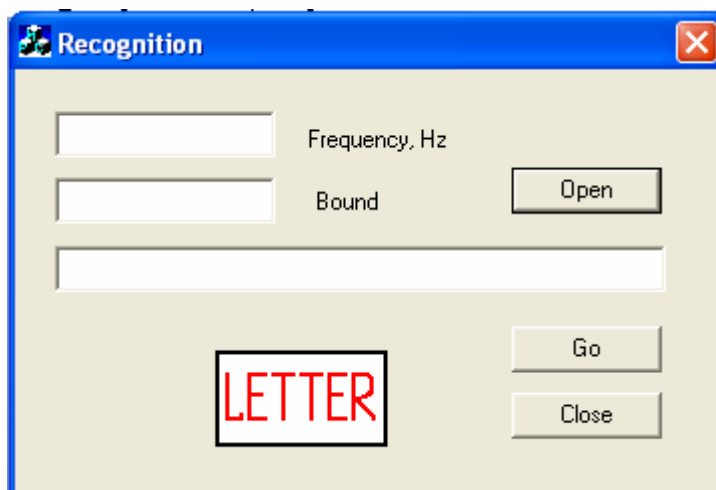 Recognition
Frequency, Hz
Bound
Open
Go
LETTER
Close